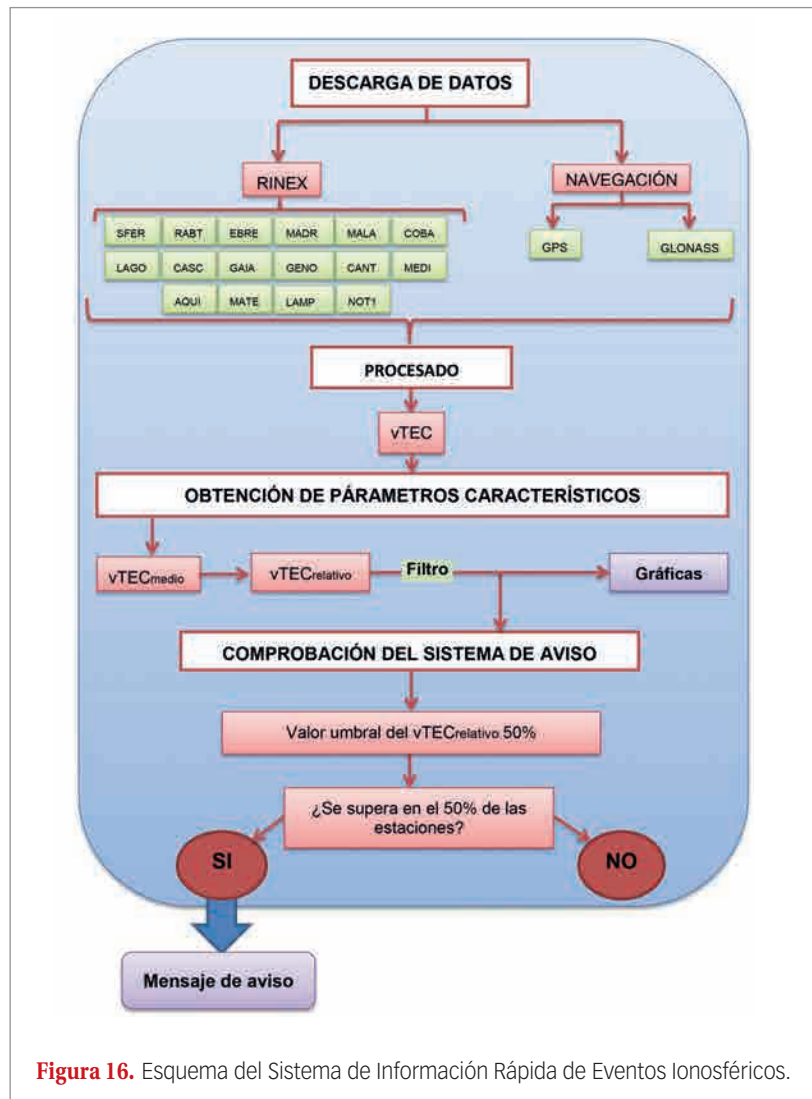 DESCARGA DE DATOS
RINEX
NAVEGACIÓN
SFER RABT EBRE MADR MALA COBA
LAGO CASC GAIA GENO CANT MEDI
AQUI MATE LAMP NOT1
GPS
GLONASS
PROCESADO
vTEC
OBTENCIÓN DE PÁRAMETROS CARACTERÍSTICOS
vTECmedio
vTECrelativo
Filtro
Gráficas
COMPROBACIÓN DEL SISTEMA DE AVISO
Valor umbral del vTECrelativo 50%
¿Se supera en el 50% de las
estaciones?
SI
NO
Mensaje de aviso
Figura 16. Esquema del Sistema de Información Rápida de Eventos Ionosféricos.